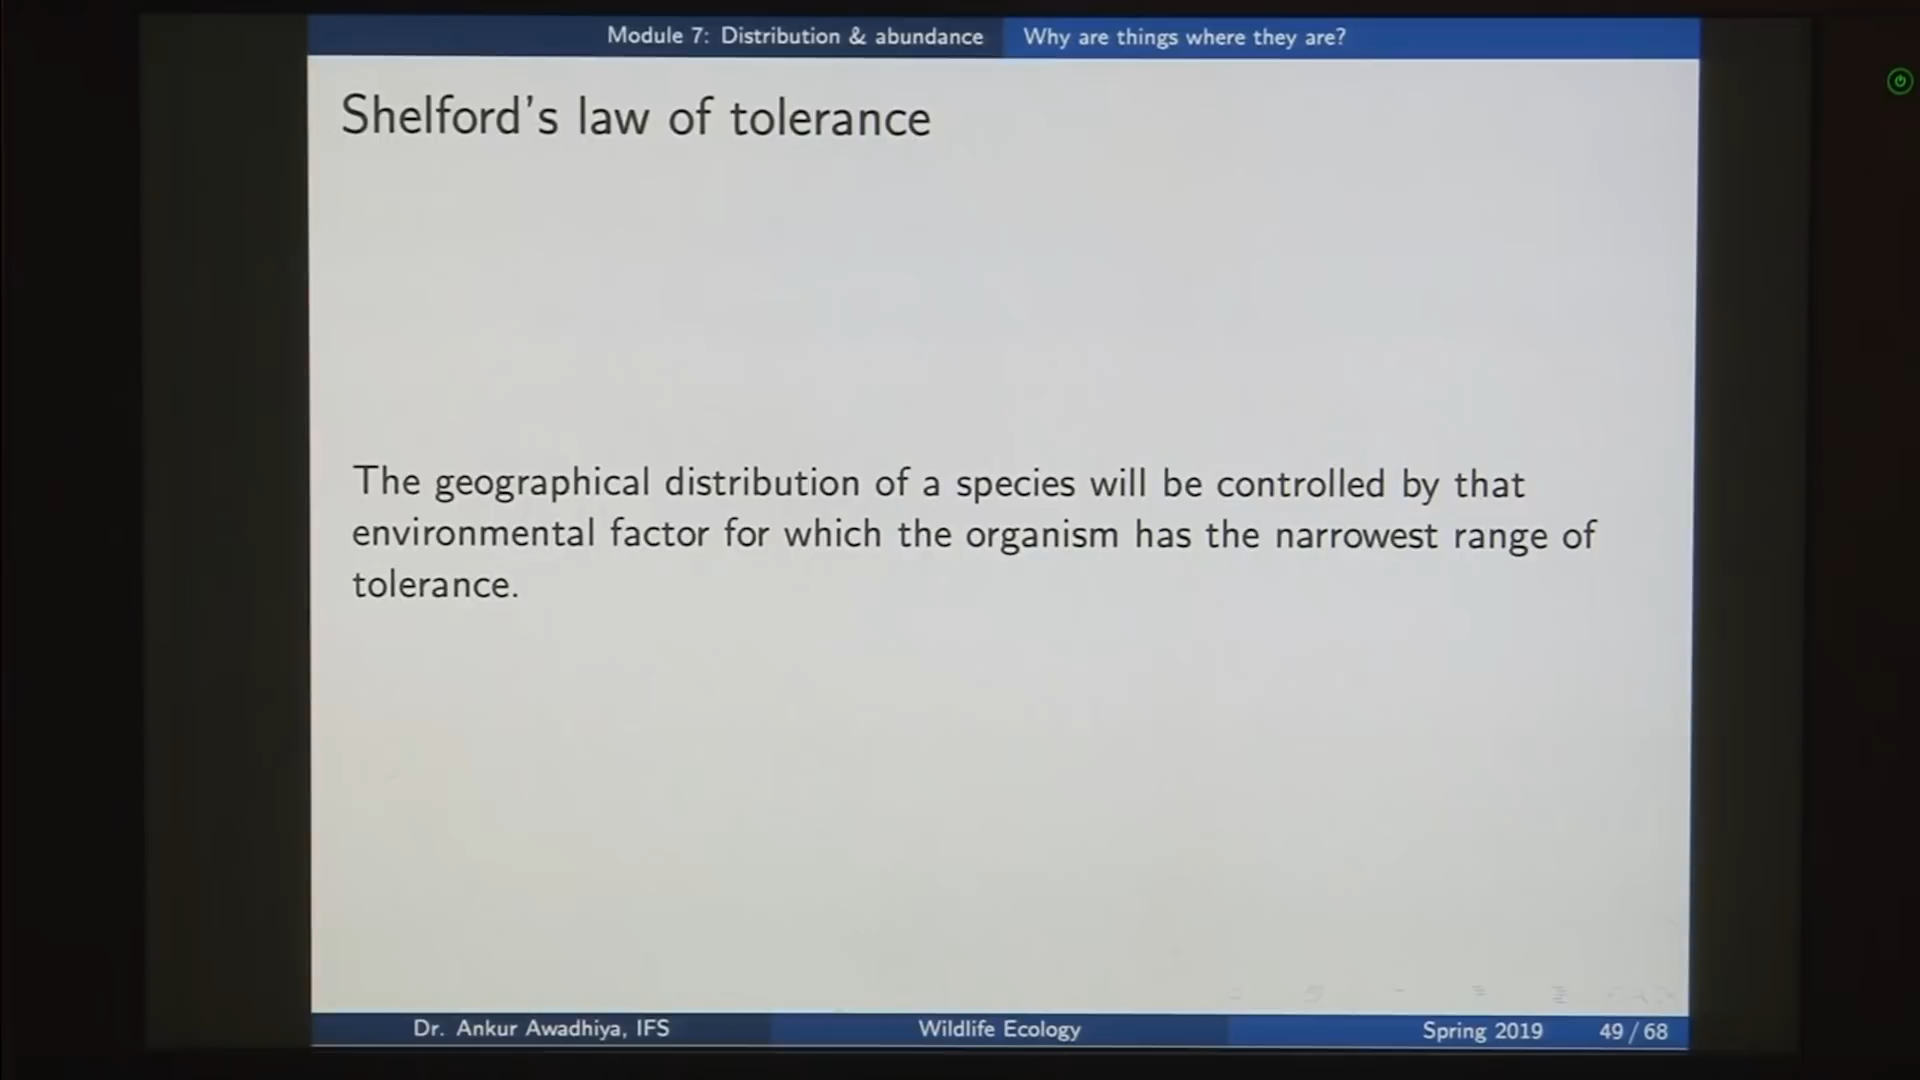 Module 7: Distribution & abundance Why are things where they are?
Shelford's law of tolerance
The geographical distribution of a species will be controlled by that
environmental factor for which the organism has the narrowest range of
tolerance.
Dr. Ankur Awadhiya, IFS Wildlife Ecology Spring 2019 49 / 68